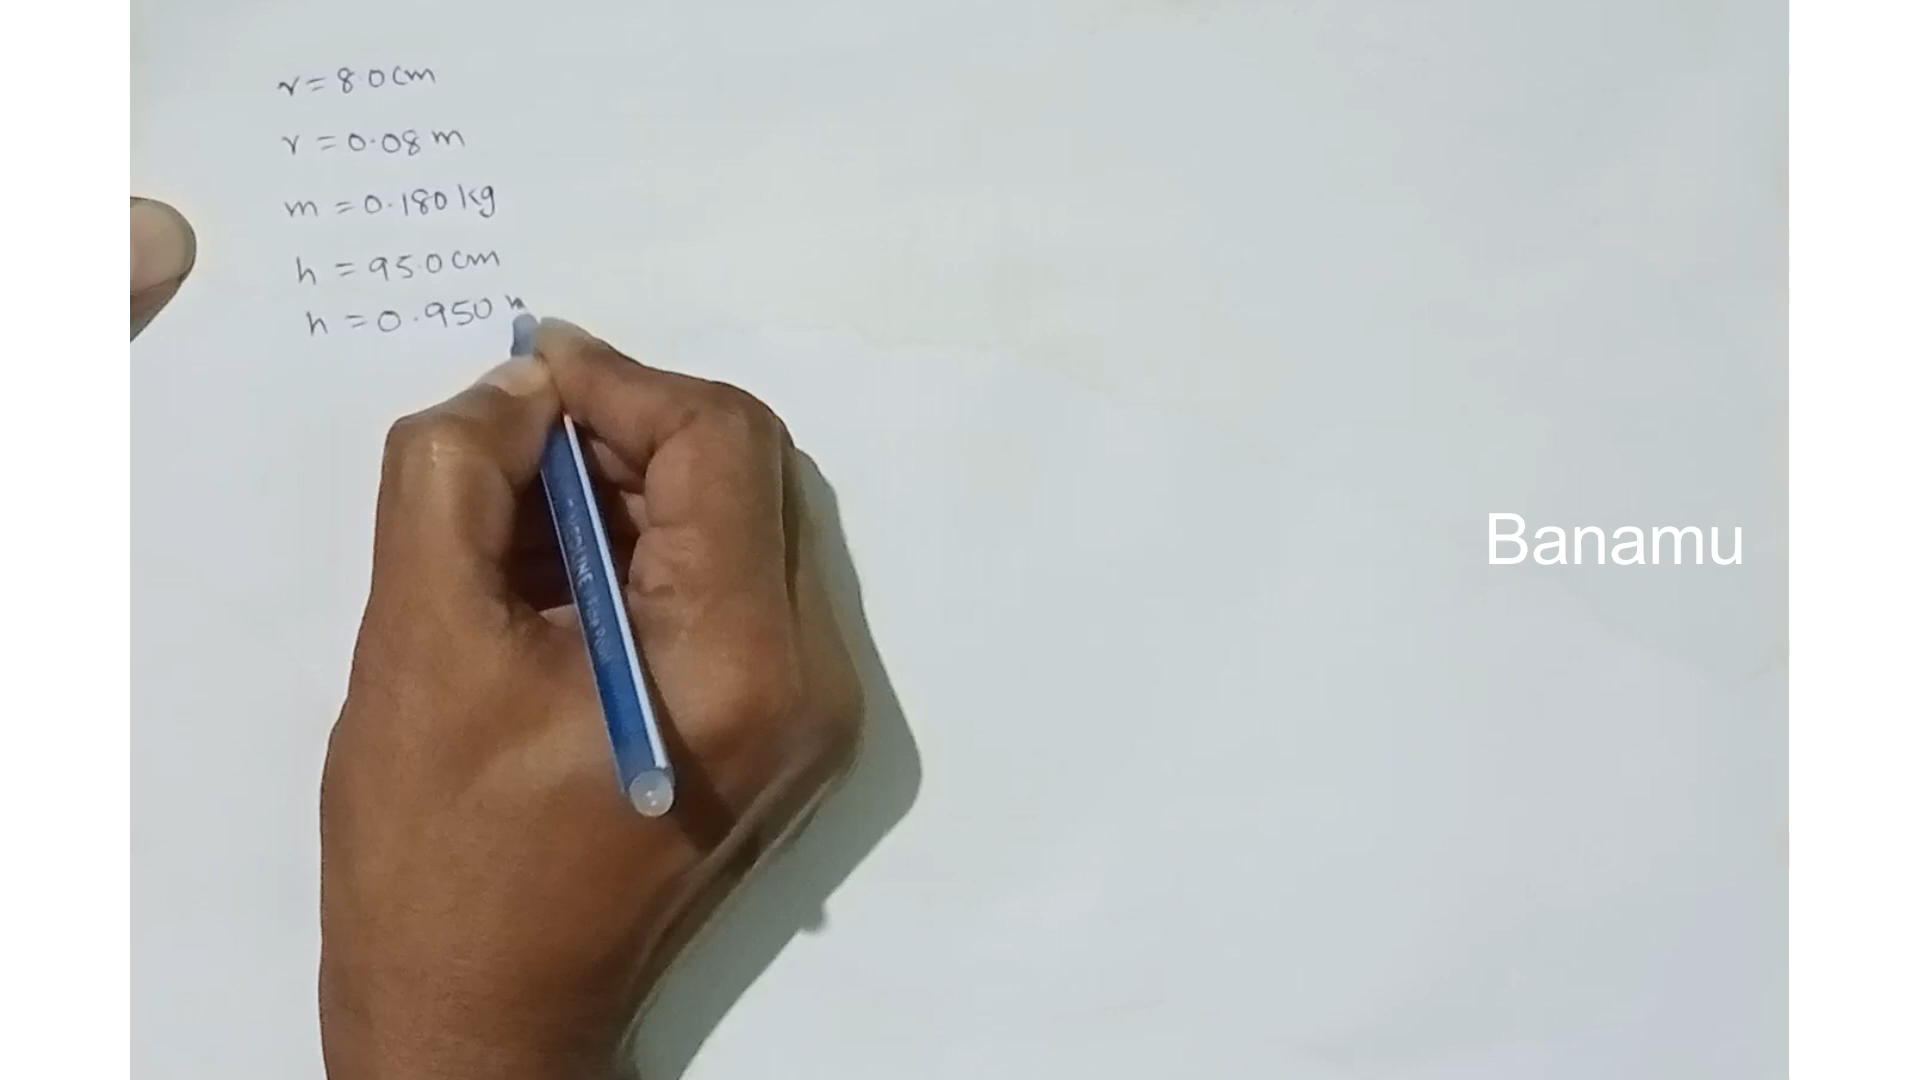 r = 8.0 cm
r = 0.08 m
m = 0.180 kg
h = 95.0 cm
h = 0.950 m
Banamu